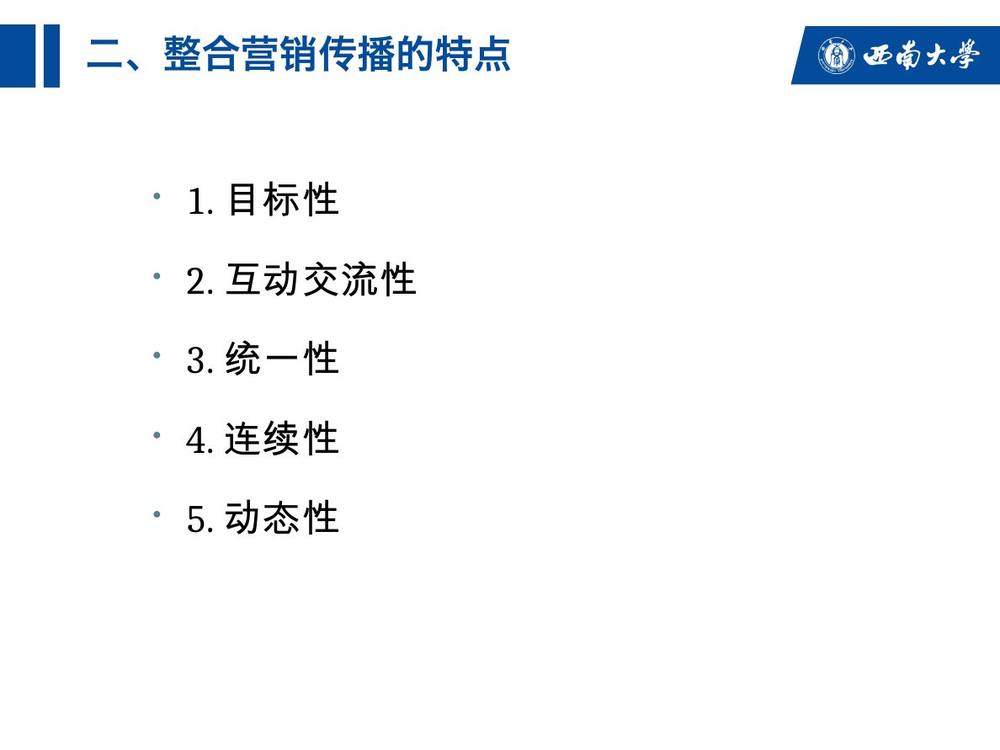 二、整合营销传播的特点
西南大学
• 1. 目标性
• 2. 互动交流性
• 3. 统一性
• 4. 连续性
• 5. 动态性